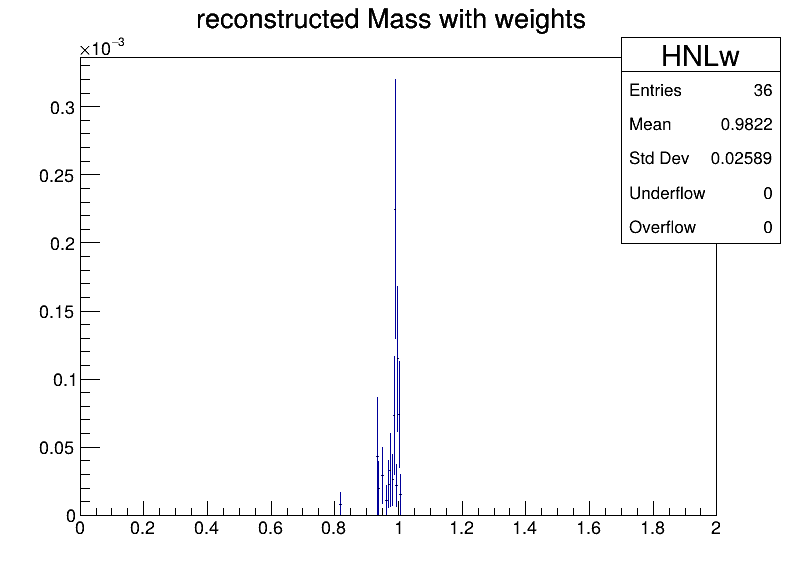 reconstructed Mass with weights
×10⁻³
HNLw
Entries 36
Mean 0.9822
Std Dev 0.02589
Underflow 0
Overflow 0
0.3
0.25
0.2
0.15
0.1
0.05
0
0 0.2 0.4 0.6 0.8 1 1.2 1.4 1.6 1.8 2